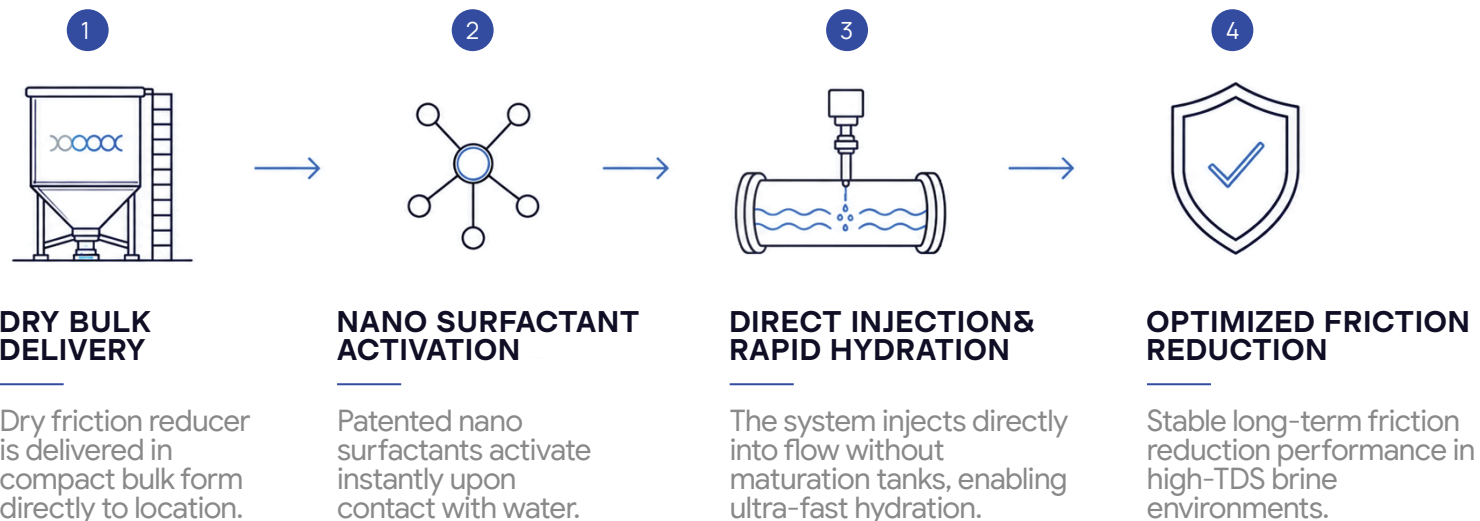 1
2
3
4
DRY BULK
DELIVERY
Dry friction reducer
is delivered in
compact bulk form
directly to location.
NANO SURFACTANT
ACTIVATION
Patented nano
surfactants activate
instantly upon
contact with water.
DIRECT INJECTION&
RAPID HYDRATION
The system injects directly
into flow without
maturation tanks, enabling
ultra-fast hydration.
OPTIMIZED FRICTION
REDUCTION
Stable long-term friction
reduction performance in
high-TDS brine
environments.